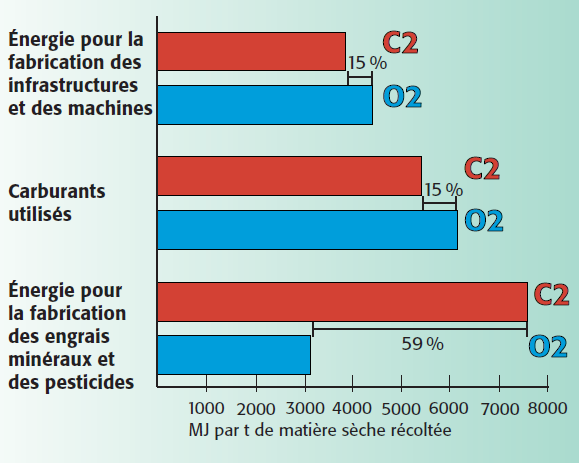 Énergie pour la
fabrication des
infrastructures
et des machines
C2
15 %
O2
Carburants
utilisés
C2
15 %
O2
Énergie pour
la fabrication
des engrais
minéraux et
des pesticides
C2
59 %
O2
1000 2000 3000 4000 5000 6000 7000 8000
MJ par t de matière sèche récoltée